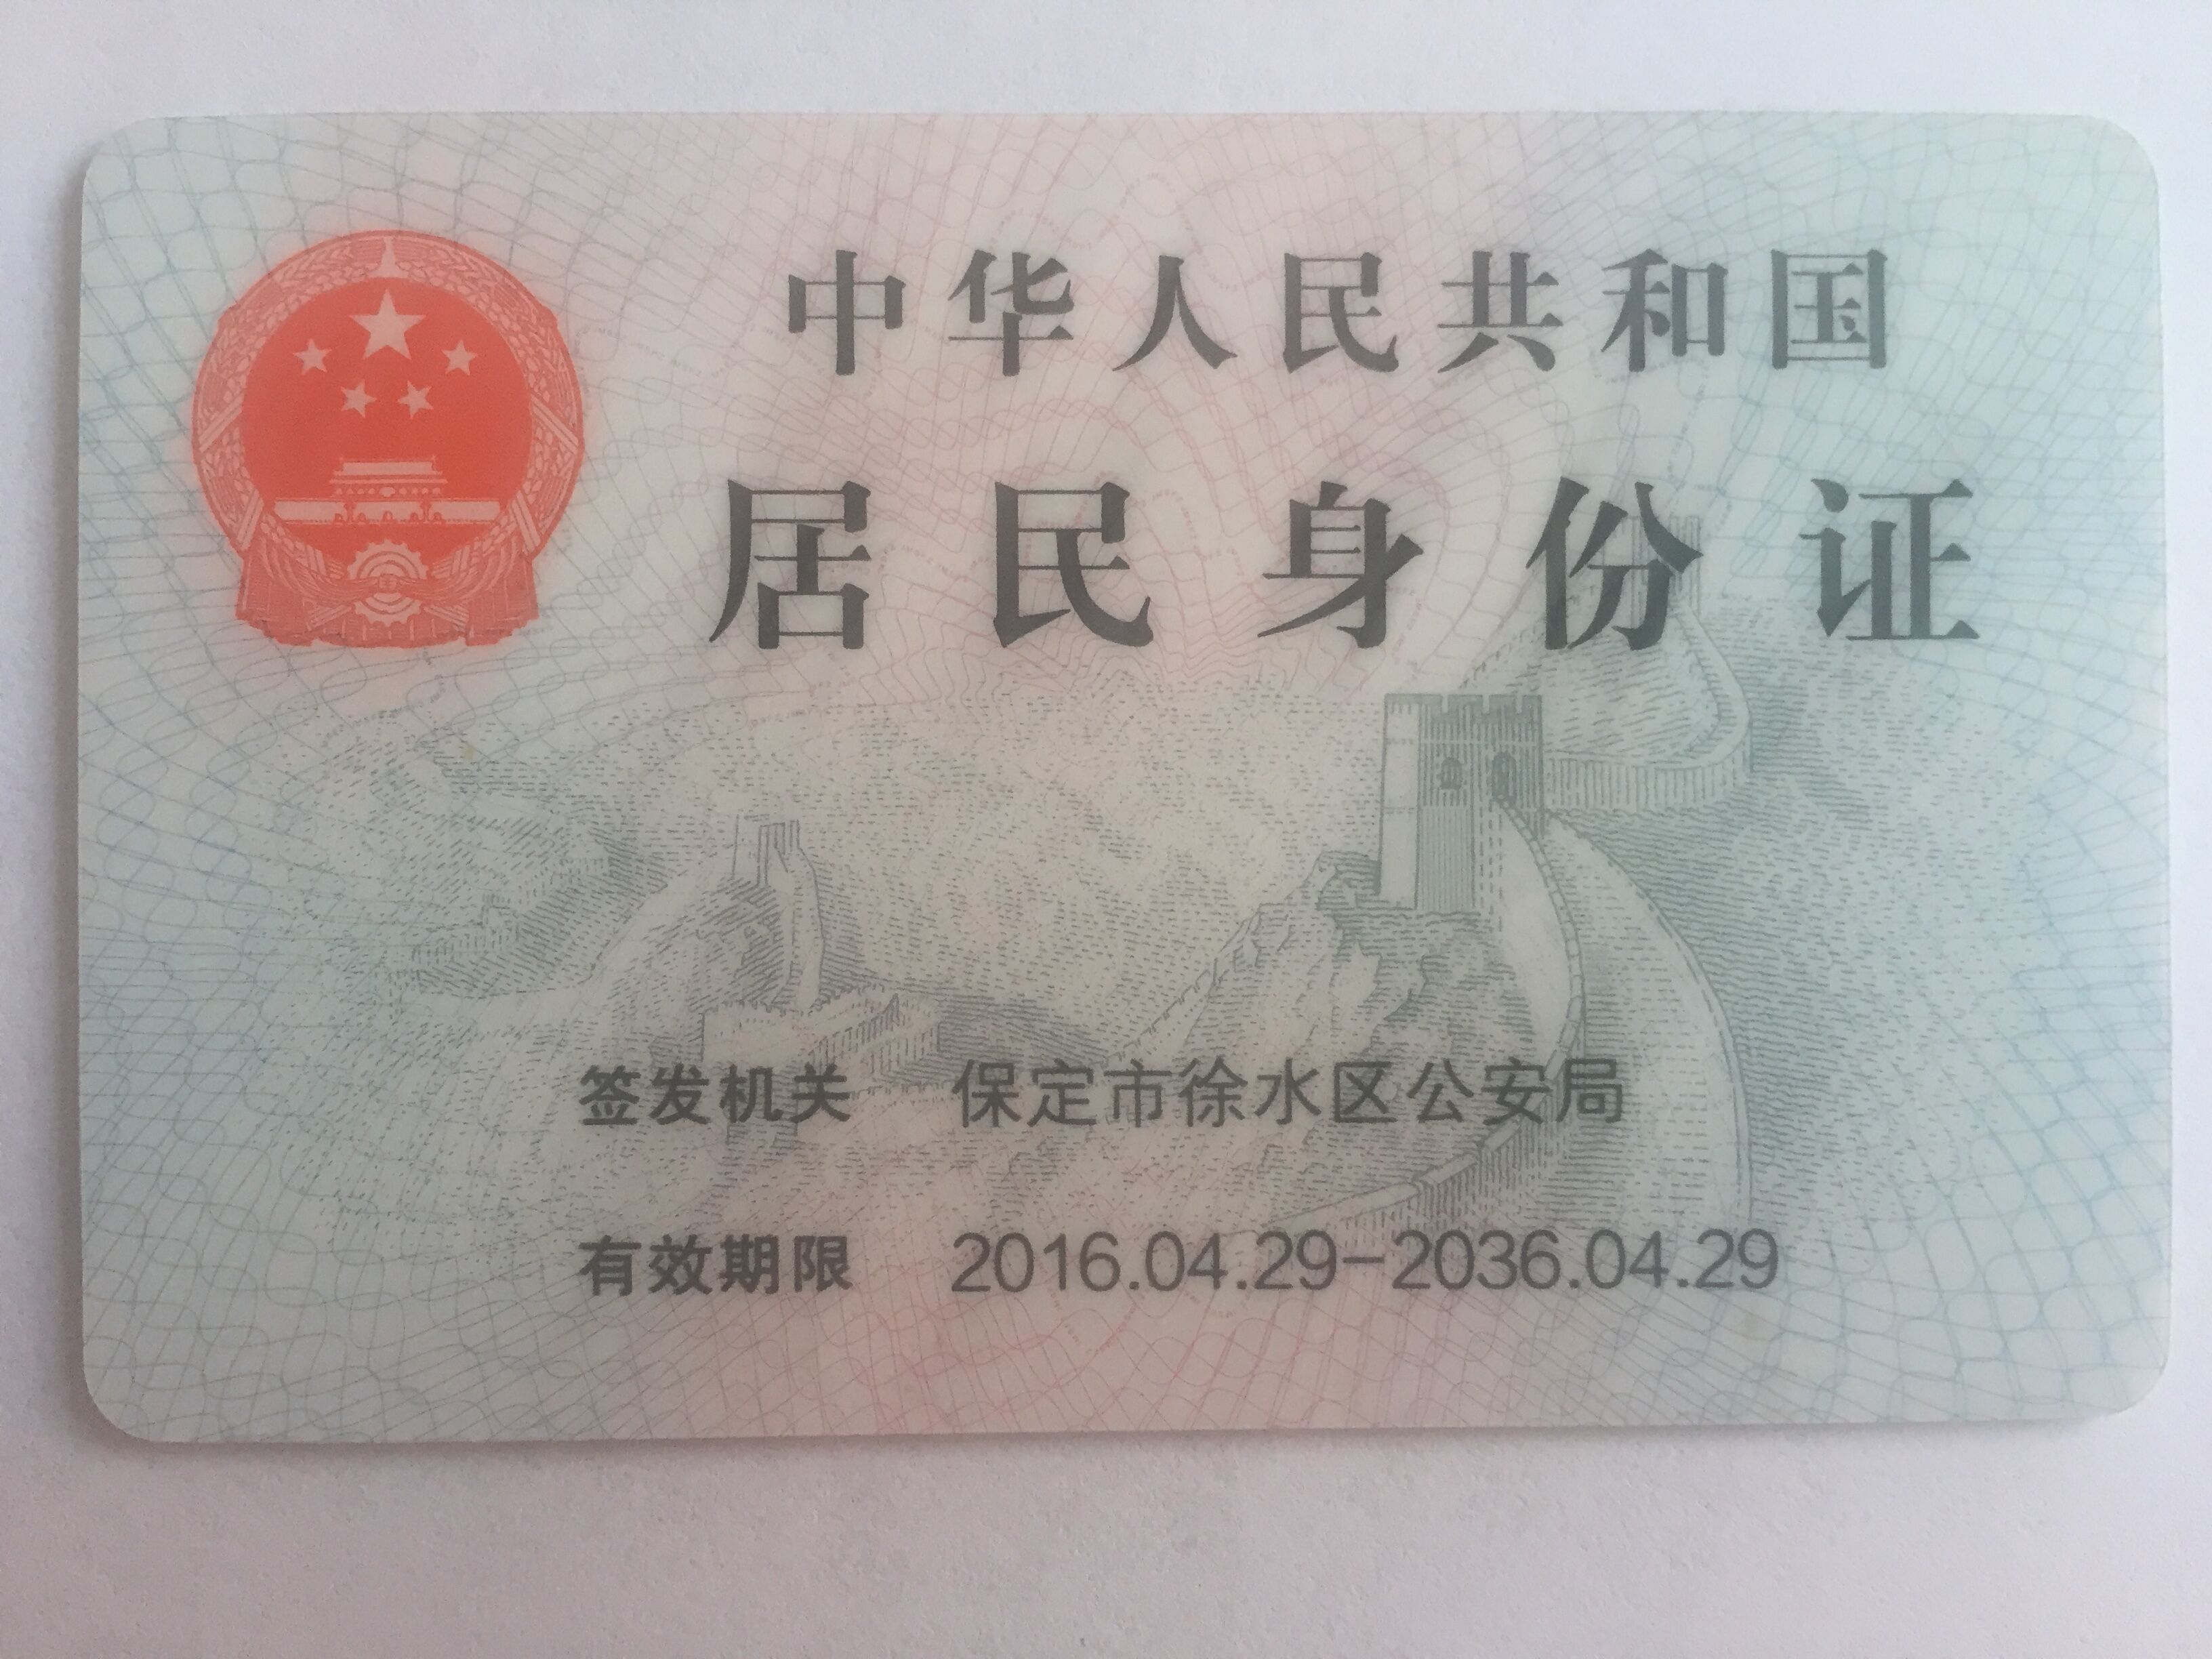 中华人民共和国
居民身份证
签发机关 保定市徐水区公安局
有效期限 2016.04.29-2036.04.29